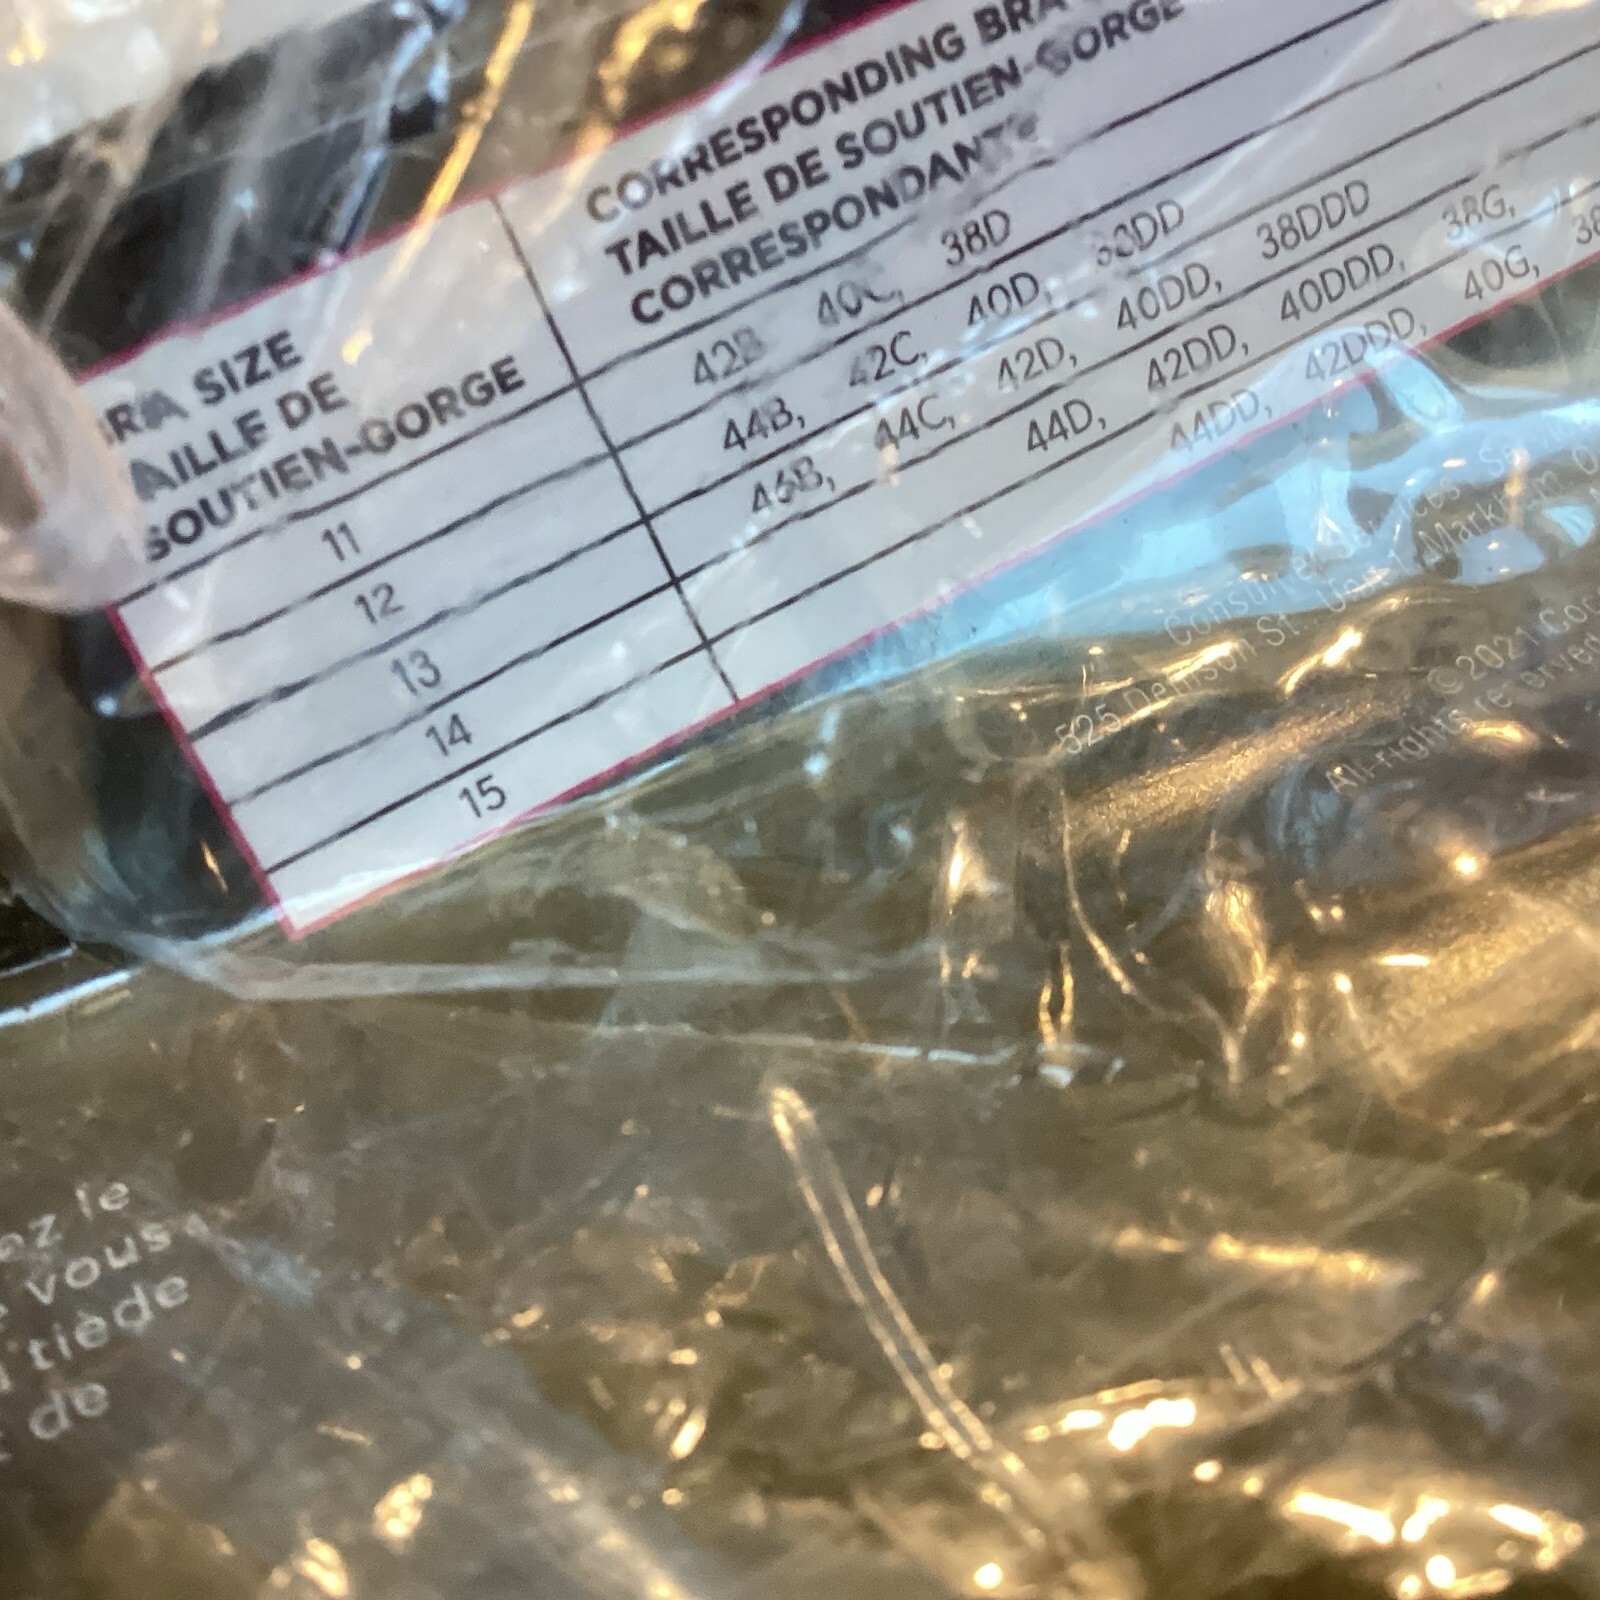 BRA SIZE
TAILLE DE
SOUTIEN-GORGE
CORRESPONDING BRA
TAILLE DE SOUTIEN-GORGE
CORRESPONDANTE
11 42B 40C, 38D
12 44B, 42C, 40D, 38DD
13 46B, 44C, 42D, 40DD, 38DDD
14 44D, 42DD, 40DDD, 38G,
15 44DD, 42DDD, 40G,
Consumer Services
525 Denison St., Unit 1, Markham
© 2021
All rights reserved
le
vous
tiède
de